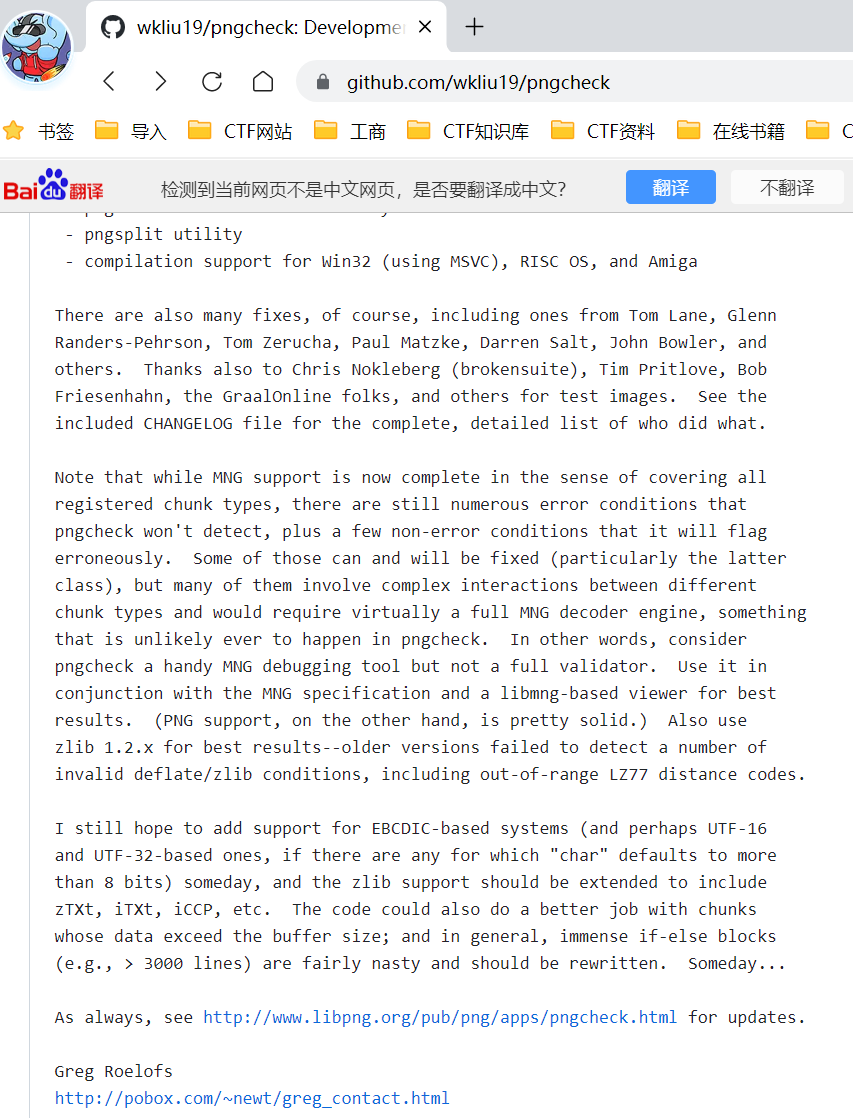 wkliu19/pngcheck: Developme
github.com/wkliu19/pngcheck
书签 导入 CTF网站 工商 CTF知识库 CTF资料 在线书籍 C
Baidu翻译 检测到当前网页不是中文网页，是否要翻译成中文? 翻译 不翻译
- pngsplit utility
- compilation support for Win32 (using MSVC), RISC OS, and Amiga
There are also many fixes, of course, including ones from Tom Lane, Glenn
Randers-Pehrson, Tom Zerucha, Paul Matzke, Darren Salt, John Bowler, and
others.  Thanks also to Chris Nokleberg (brokensuite), Tim Pritlove, Bob
Friesenhahn, the GraalOnline folks, and others for test images.  See the
included CHANGELOG file for the complete, detailed list of who did what.
Note that while MNG support is now complete in the sense of covering all
registered chunk types, there are still numerous error conditions that
pngcheck won't detect, plus a few non-error conditions that it will flag
erroneously.  Some of those can and will be fixed (particularly the latter
class), but many of them involve complex interactions between different
chunk types and would require virtually a full MNG decoder engine, something
that is unlikely ever to happen in pngcheck.  In other words, consider
pngcheck a handy MNG debugging tool but not a full validator.  Use it in
conjunction with the MNG specification and a libmng-based viewer for best
results.  (PNG support, on the other hand, is pretty solid.)  Also use
zlib 1.2.x for best results--older versions failed to detect a number of
invalid deflate/zlib conditions, including out-of-range LZ77 distance codes.
I still hope to add support for EBCDIC-based systems (and perhaps UTF-16
and UTF-32-based ones, if there are any for which "char" defaults to more
than 8 bits) someday, and the zlib support should be extended to include
zTXt, iTXt, iCCP, etc.  The code could also do a better job with chunks
whose data exceed the buffer size; and in general, immense if-else blocks
(e.g., > 3000 lines) are fairly nasty and should be rewritten.  Someday...
As always, see http://www.libpng.org/pub/png/apps/pngcheck.html for updates.
Greg Roelofs
http://pobox.com/~newt/greg_contact.html